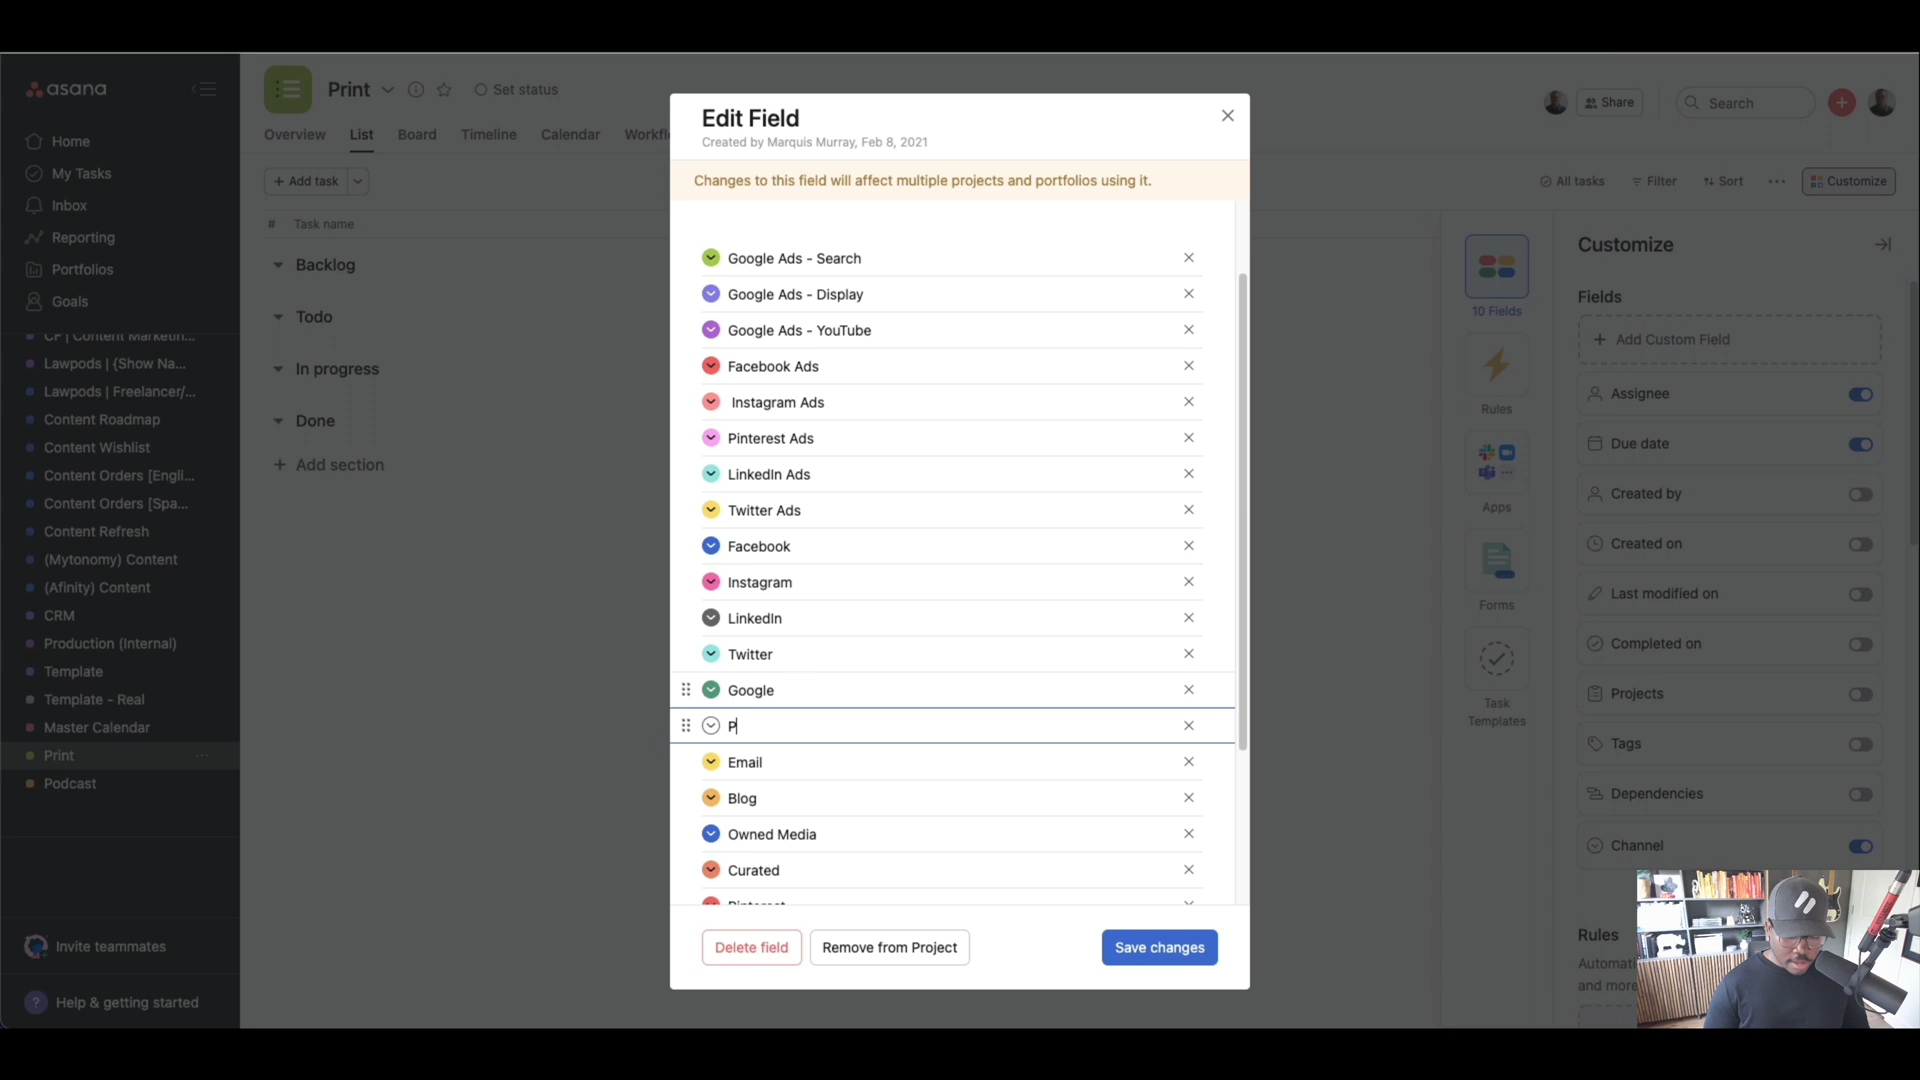 asana
Home
My Tasks
Inbox
Reporting
Portfolios
Goals
CF | Content Marketin...
Lawpods | {Show Na...
Lawpods | Freelancer/...
Content Roadmap
Content Wishlist
Content Orders [Engli...
Content Orders [Spa...
Content Refresh
(Mytonomy) Content
(Afinity) Content
CRM
Production (Internal)
Template
Template - Real
Master Calendar
Print
Podcast
Invite teammates
? Help & getting started
Print
Set status
Overview
List
Board
Timeline
Calendar
Workfl
+ Add task
# Task name
Backlog
Todo
In progress
Done
+ Add section
Edit Field
Created by Marquis Murray, Feb 8, 2021
Changes to this field will affect multiple projects and portfolios using it.
Google Ads - Search
Google Ads - Display
Google Ads - YouTube
Facebook Ads
Instagram Ads
Pinterest Ads
LinkedIn Ads
Twitter Ads
Facebook
Instagram
LinkedIn
Twitter
Google
P
Email
Blog
Owned Media
Curated
Pinterest
Delete field
Remove from Project
Save changes
Share
Search
All tasks
Filter
Sort
Customize
10 Fields
Rules
Apps
Forms
Task
Templates
Customize
Fields
+ Add Custom Field
Assignee
Due date
Created by
Created on
Last modified on
Completed on
Projects
Tags
Dependencies
Channel
Rules
Automati
and more